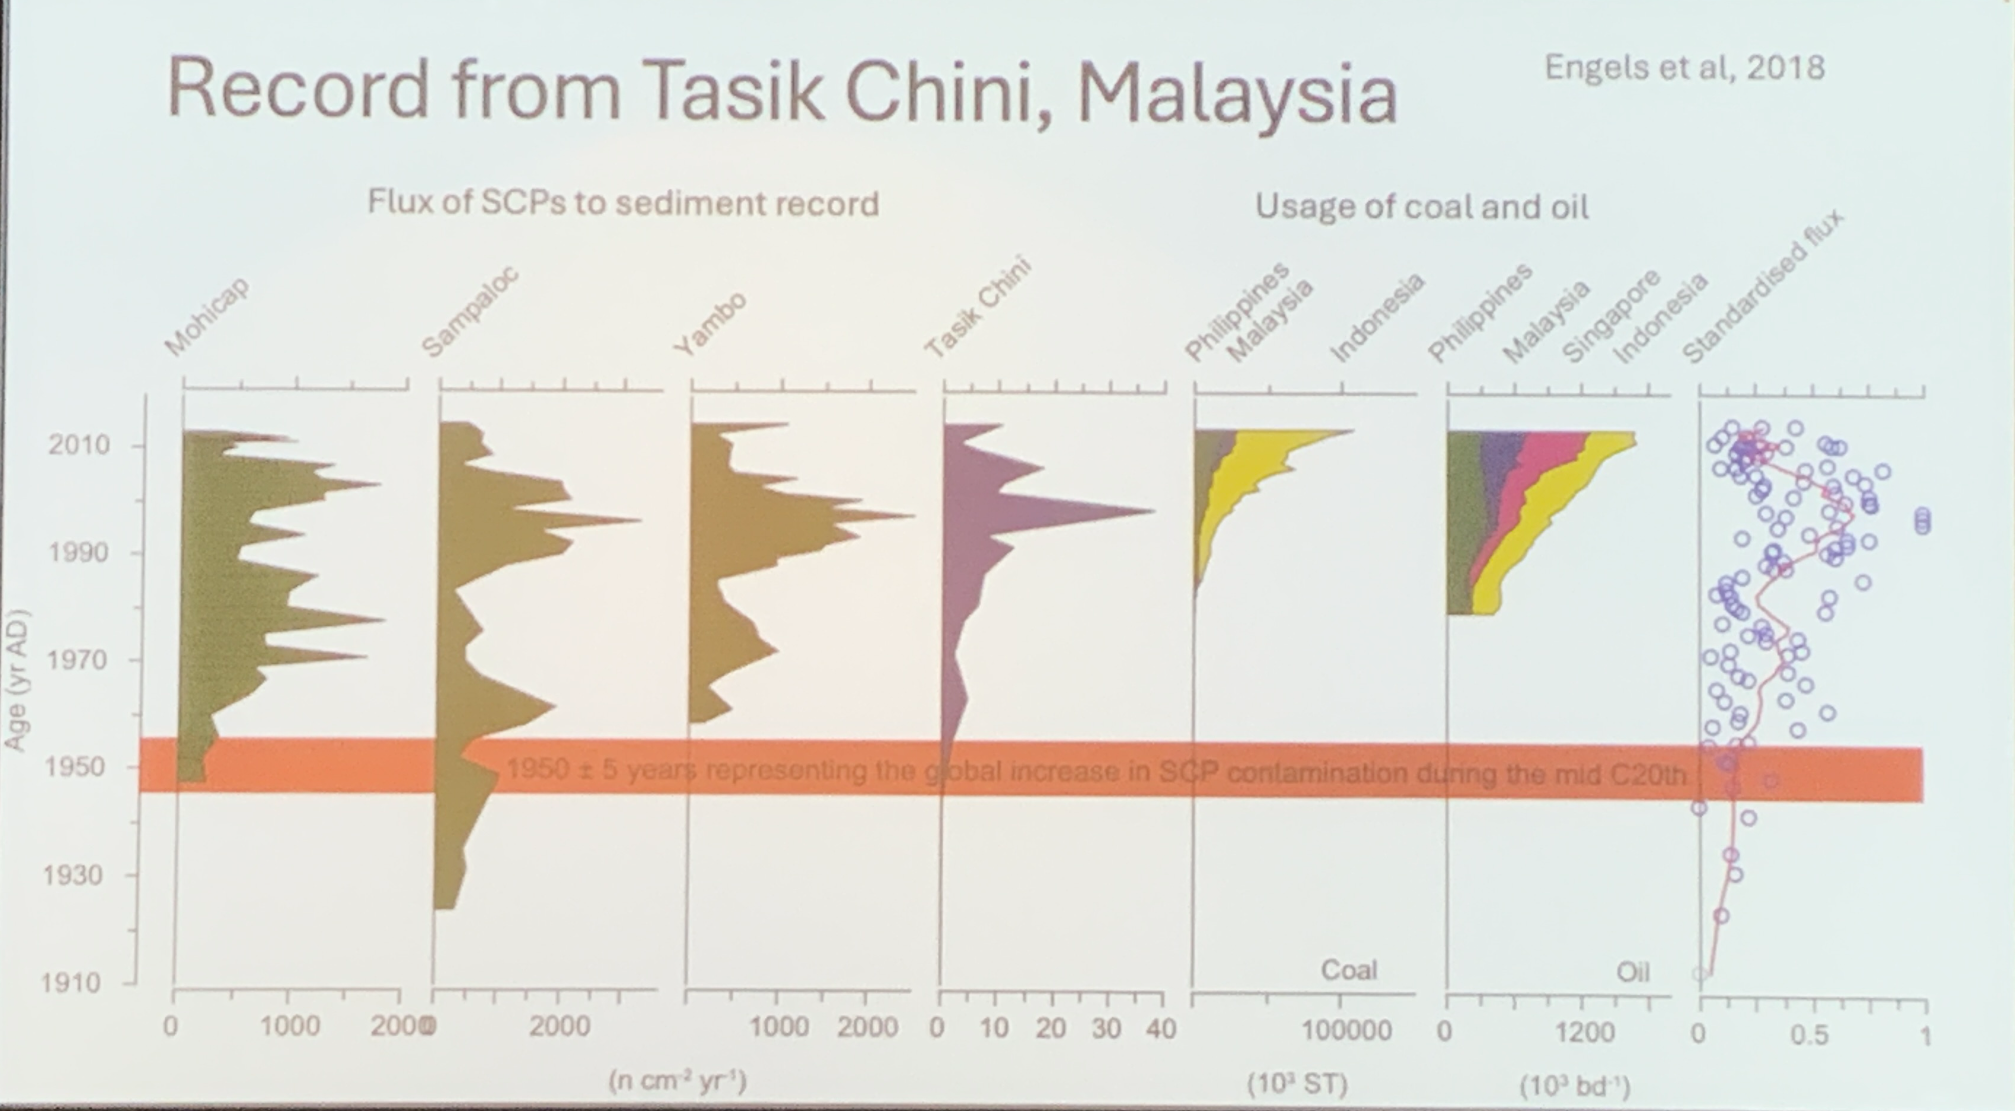 Record from Tasik Chini, Malaysia
Engels et al, 2018
Flux of SCPs to sediment record
Usage of coal and oil
Mohicap
Sampaloc
Yambo
Tasik Chini
Philippines
Malaysia
Indonesia
Philippines
Malaysia
Singapore
Indonesia
Standardised flux
Age (yr AD)
2010
1990
1970
1950
1930
1910
1950 ± 5 years representing the global increase in SCP contamination during the mid C20th
Coal
Oil
0 1000 2000
0 2000
1000 2000
0 10 20 30 40
100000
0 1200
0 0.5 1
(n cm⁻² yr⁻¹)
(10³ ST)
(10³ bd⁻¹)